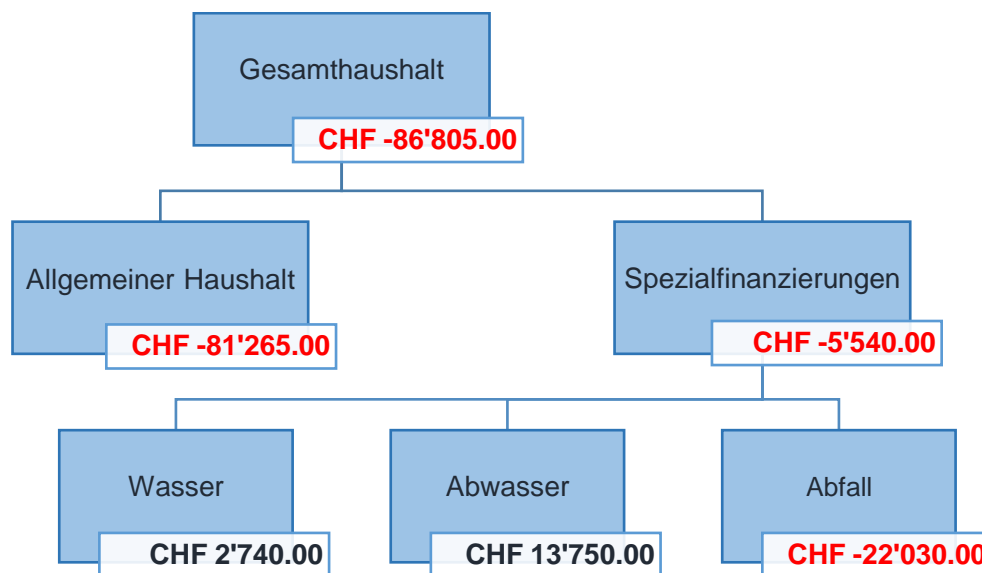 Gesamthaushalt
CHF -86'805.00
Allgemeiner Haushalt
CHF -81'265.00
Spezialfinanzierungen
CHF -5'540.00
Wasser
CHF 2'740.00
Abwasser
CHF 13'750.00
Abfall
CHF -22'030.00